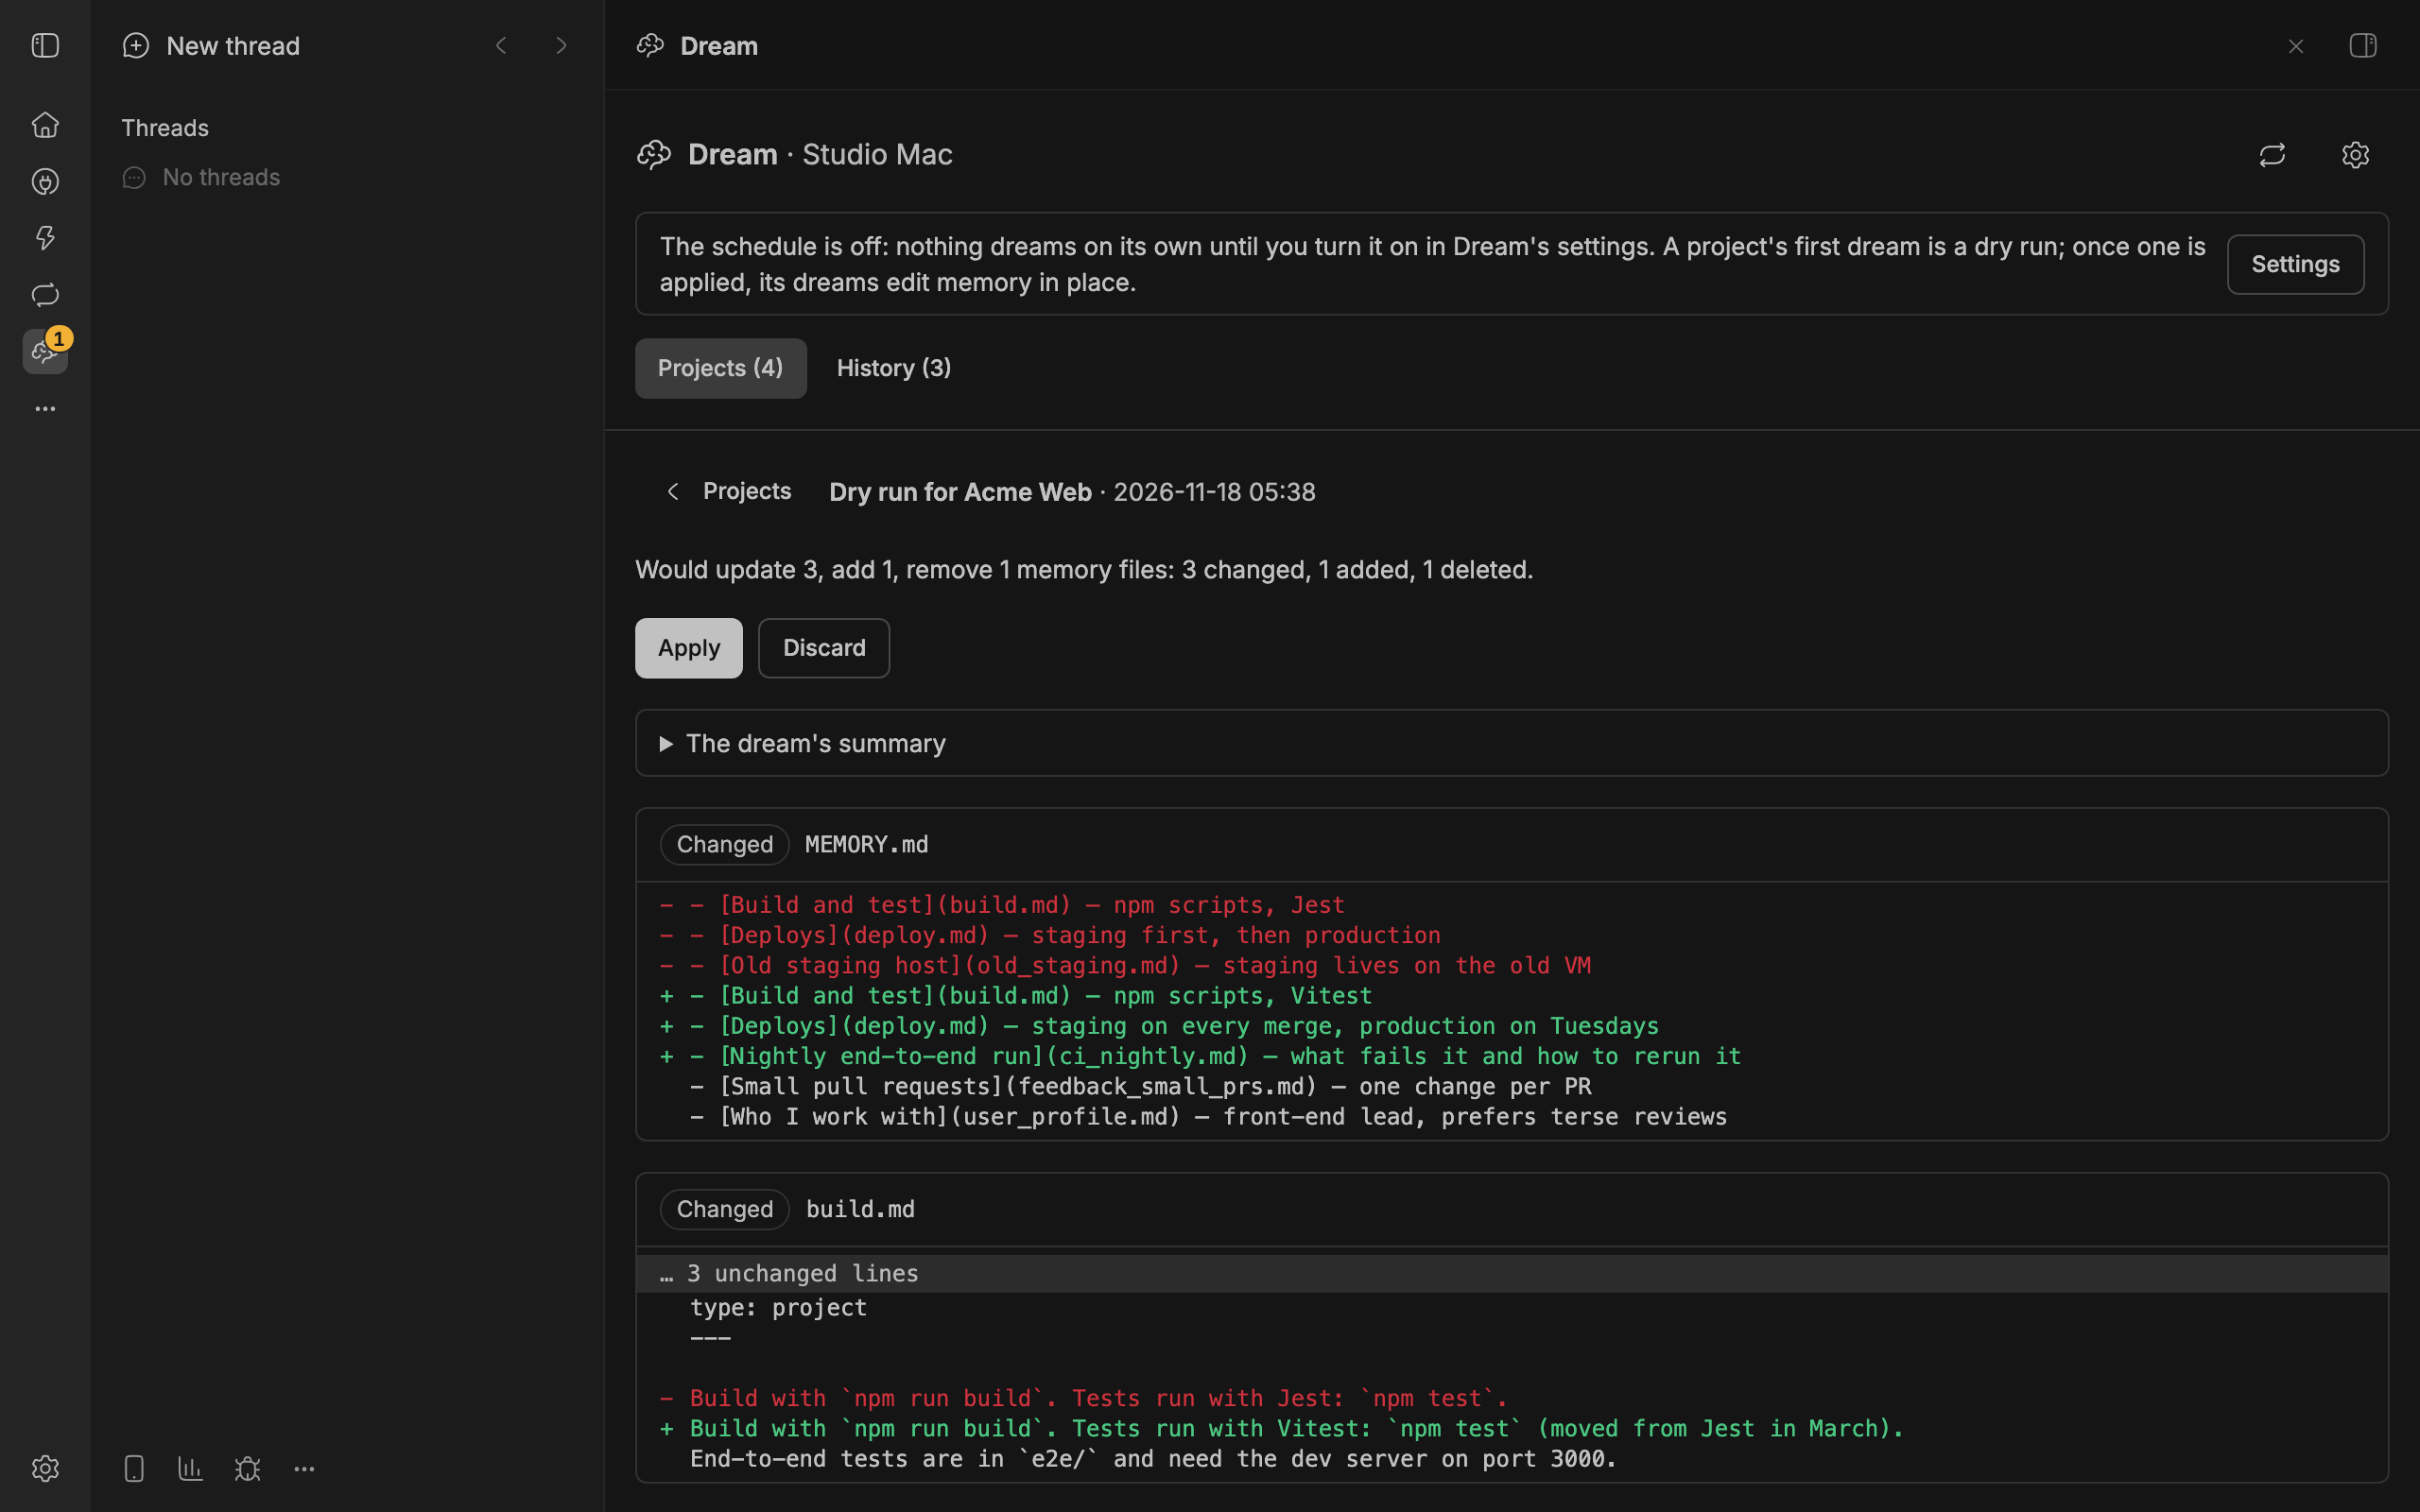 New thread
Threads
No threads
1
Dream
Dream · Studio Mac
The schedule is off: nothing dreams on its own until you turn it on in Dream's settings. A project's first dream is a dry run; once one is
applied, its dreams edit memory in place.
Settings
Projects (4)
History (3)
Projects
Dry run for Acme Web · 2026-11-18 05:38
Would update 3, add 1, remove 1 memory files: 3 changed, 1 added, 1 deleted.
Apply
Discard
▶ The dream's summary
Changed MEMORY.md
- - [Build and test](build.md) — npm scripts, Jest
- - [Deploys](deploy.md) — staging first, then production
- - [Old staging host](old_staging.md) — staging lives on the old VM
+ - [Build and test](build.md) — npm scripts, Vitest
+ - [Deploys](deploy.md) — staging on every merge, production on Tuesdays
+ - [Nightly end-to-end run](ci_nightly.md) — what fails it and how to rerun it
- [Small pull requests](feedback_small_prs.md) — one change per PR
- [Who I work with](user_profile.md) — front-end lead, prefers terse reviews
Changed build.md
… 3 unchanged lines
type: project
---
- Build with `npm run build`. Tests run with Jest: `npm test`.
+ Build with `npm run build`. Tests run with Vitest: `npm test` (moved from Jest in March).
End-to-end tests are in `e2e/` and need the dev server on port 3000.